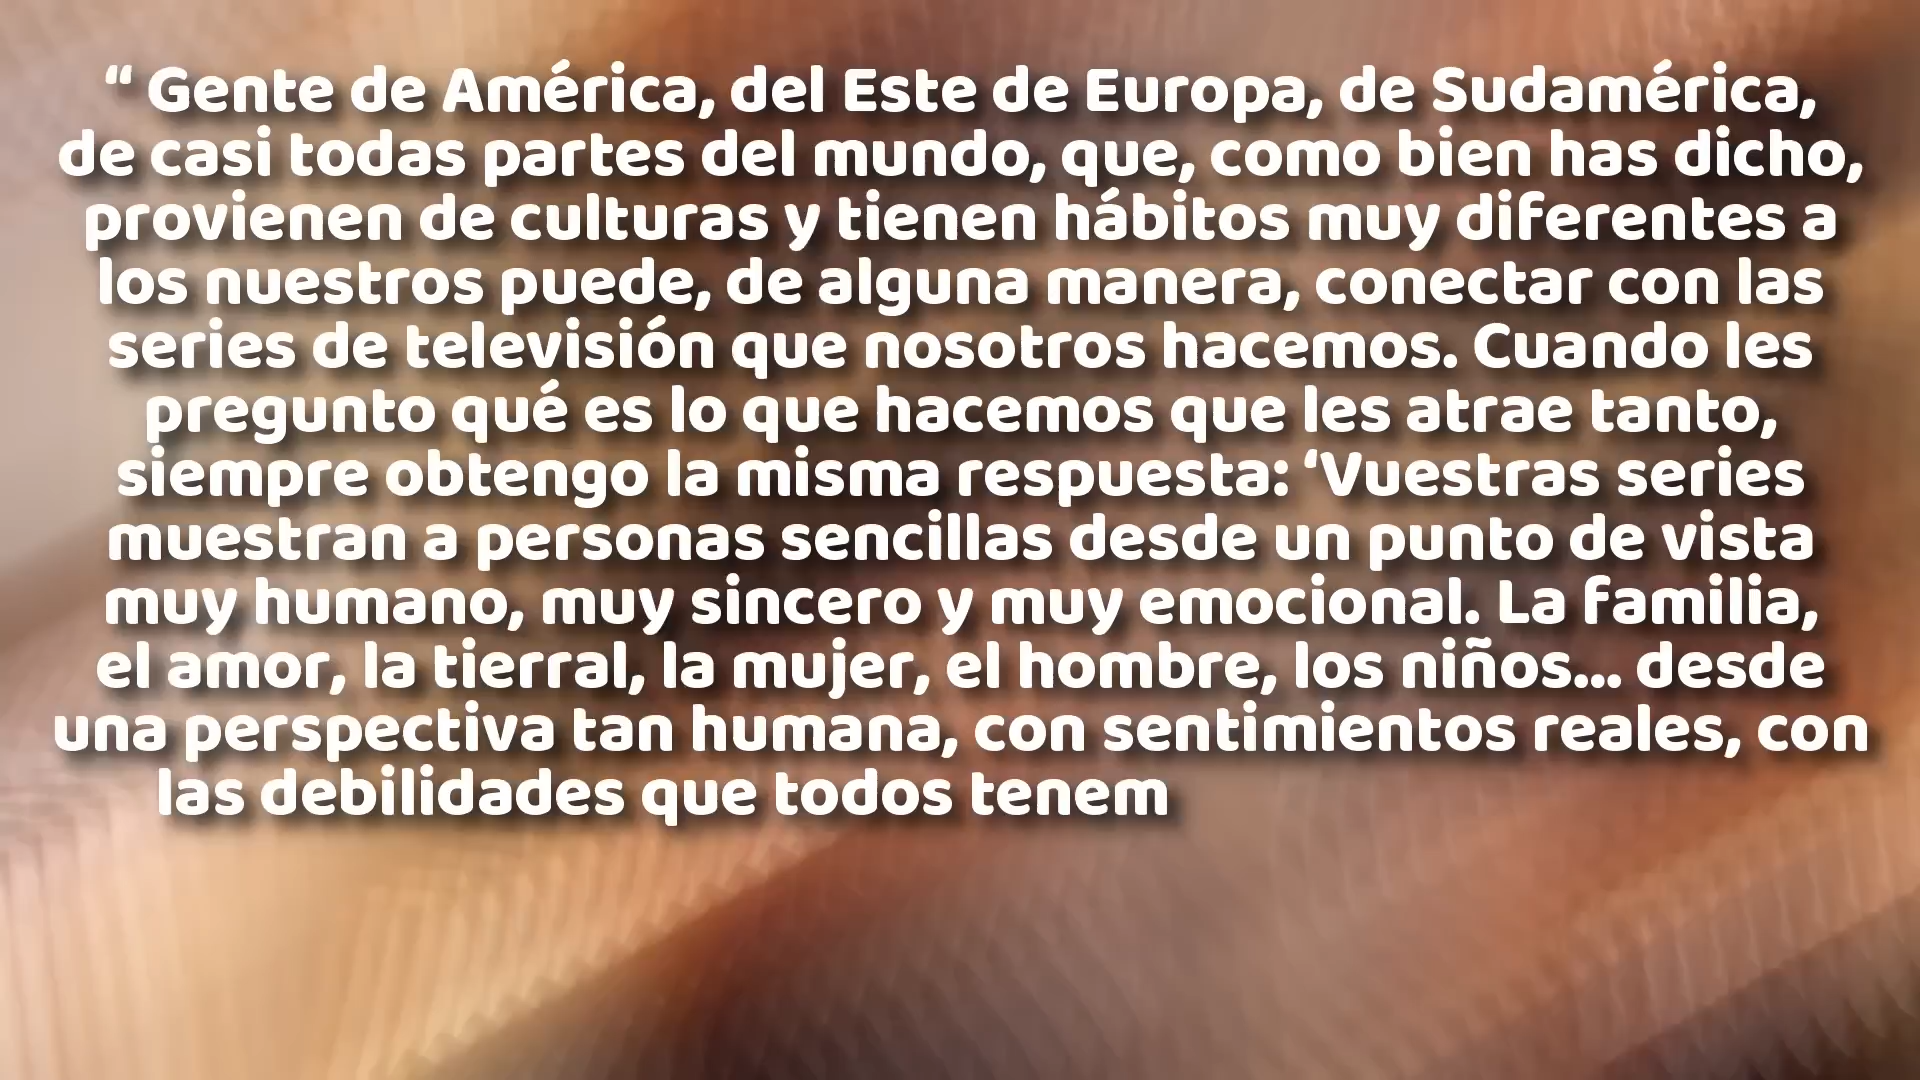 “ Gente de América, del Este de Europa, de Sudamérica,
de casi todas partes del mundo, que, como bien has dicho,
provienen de culturas y tienen hábitos muy diferentes a
los nuestros puede, de alguna manera, conectar con las
series de televisión que nosotros hacemos. Cuando les
pregunto qué es lo que hacemos que les atrae tanto,
siempre obtengo la misma respuesta: ‘Vuestras series
muestran a personas sencillas desde un punto de vista
muy humano, muy sincero y muy emocional. La familia,
el amor, la tierral, la mujer, el hombre, los niños... desde
una perspectiva tan humana, con sentimientos reales, con
las debilidades que todos tenem